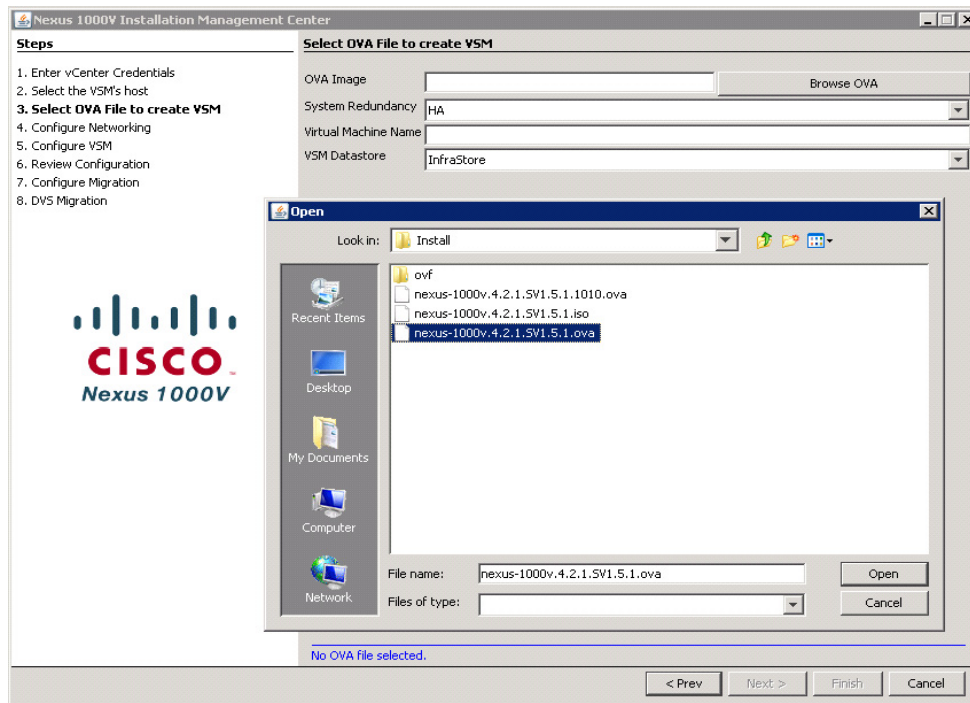 Nexus 1000V Installation Management Center
Steps
1. Enter vCenter Credentials
2. Select the VSM's host
3. Select OVA File to create VSM
4. Configure Networking
5. Configure VSM
6. Review Configuration
7. Configure Migration
8. DVS Migration
CISCO
Nexus 1000V
Select OVA File to create VSM
OVA Image
Browse OVA
System Redundancy HA
Virtual Machine Name
VSM Datastore InfraStore
Open
Look in: Install
Recent Items
Desktop
My Documents
Computer
Network
ovf
nexus-1000v.4.2.1.SV1.5.1.1010.ova
nexus-1000v.4.2.1.SV1.5.1.iso
nexus-1000v.4.2.1.SV1.5.1.ova
File name: nexus-1000v.4.2.1.SV1.5.1.ova Open
Files of type: Cancel
No OVA file selected.
< Prev Next > Finish Cancel